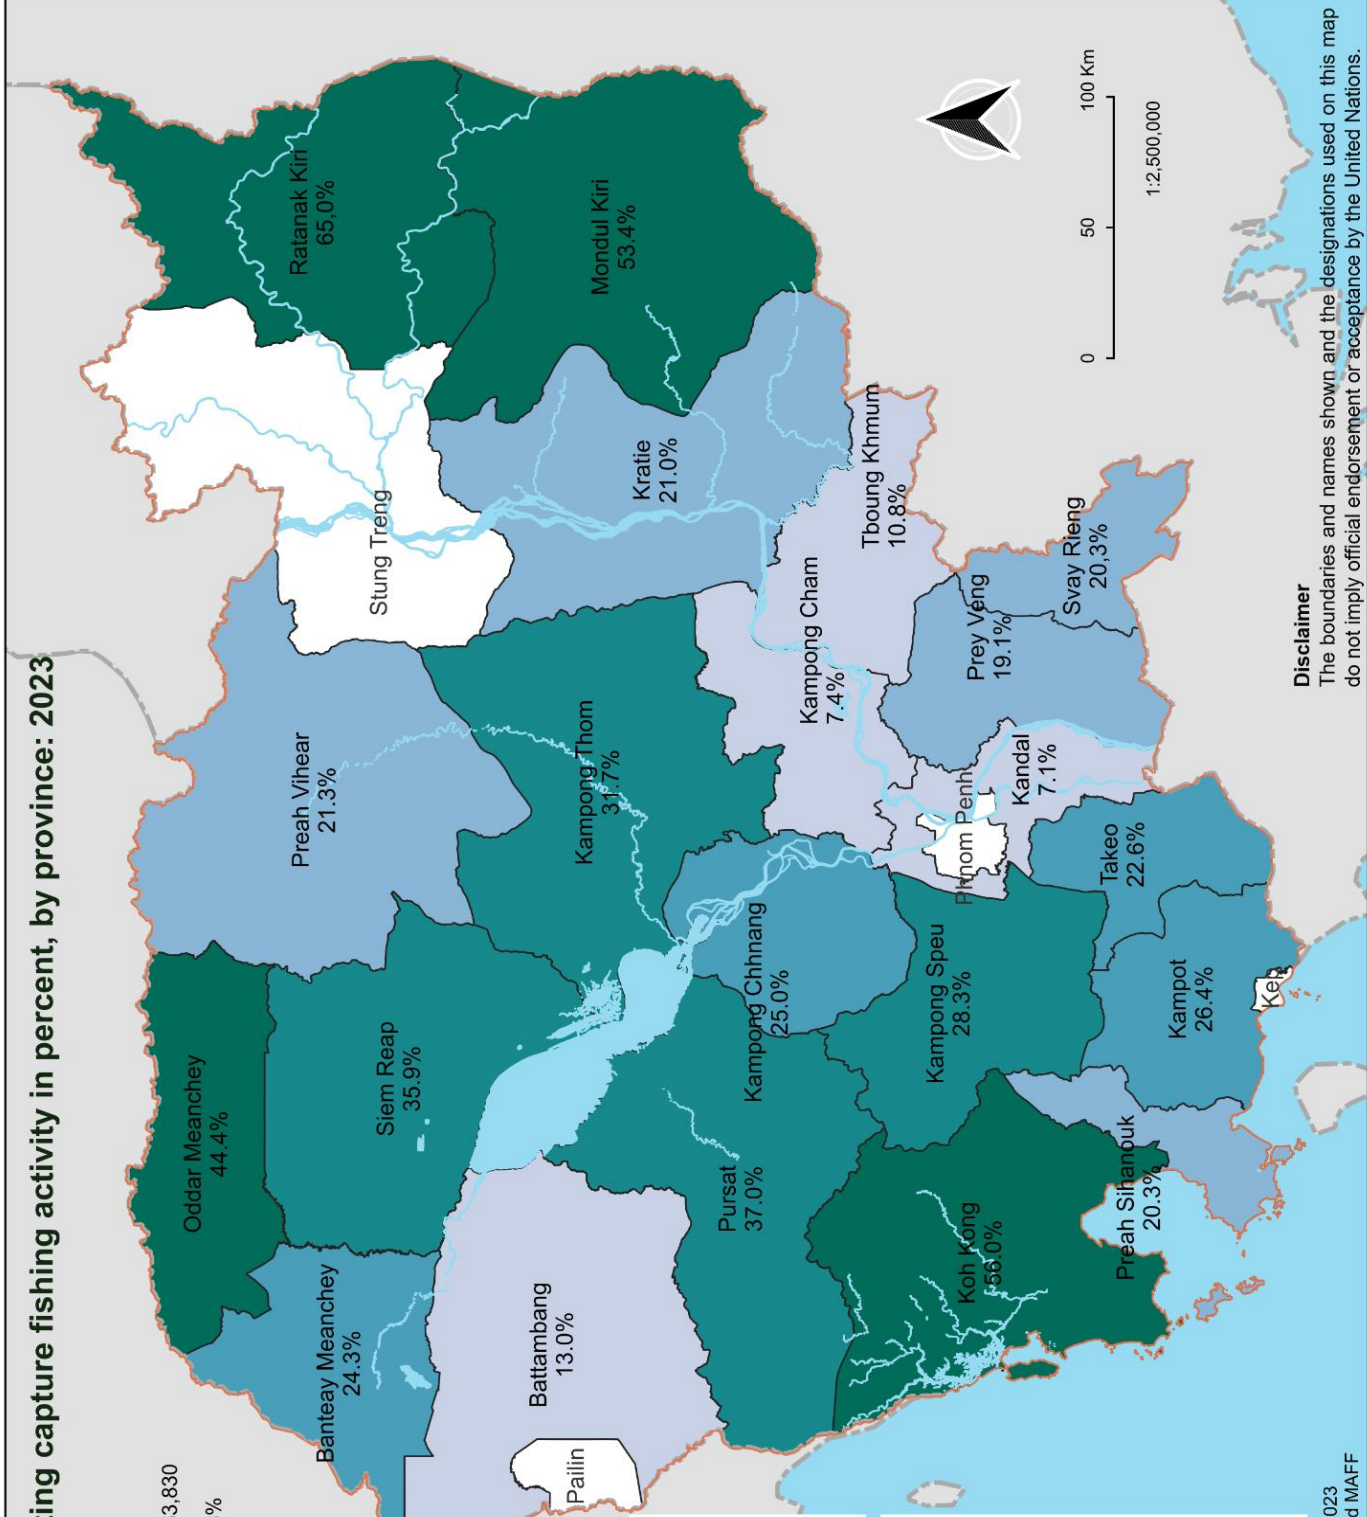 ting capture fishing activity in percent, by province: 2023
3,830
%
Oddar Meanchey
44.4%
Banteay Meanchey
24.3%
Siem Reap
35.9%
Preah Vihear
21.3%
Stung Treng
Ratanak Kiri
65,0%
Mondul Kiri
53.4%
Kratie
21.0%
Kampong Thom
31.7%
Battambang
13.0%
Pailin
Pursat
37.0%
Kampong Chhnang
25.0%
Kampong Cham
7.4%
Tboung Khmum
10.8%
Prey Veng
19.1%
Svay Rieng
20,3%
Phnom Penh
Kandal
7.1%
Kampong Speu
28.3%
Koh Kong
56.0%
Takeo
22.6%
Kampot
26.4%
Kep
Preah Sihanouk
20.3%
0 50 100 Km
1:2,500,000
Disclaimer
The boundaries and names shown and the designations used on this map
do not imply official endorsement or acceptance by the United Nations.
023
d MAFF